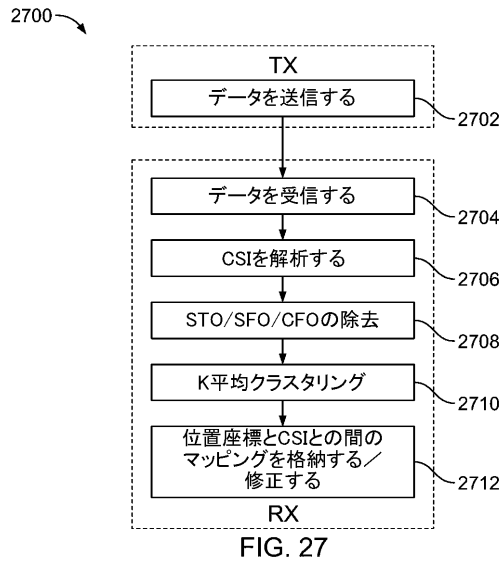 2700
TX
データを送信する
2702
データを受信する
2704
CSIを解析する
2706
STO/SFO/CFOの除去
2708
K平均クラスタリング
2710
位置座標とCSIとの間の
マッピングを格納する／
修正する
2712
RX
FIG. 27